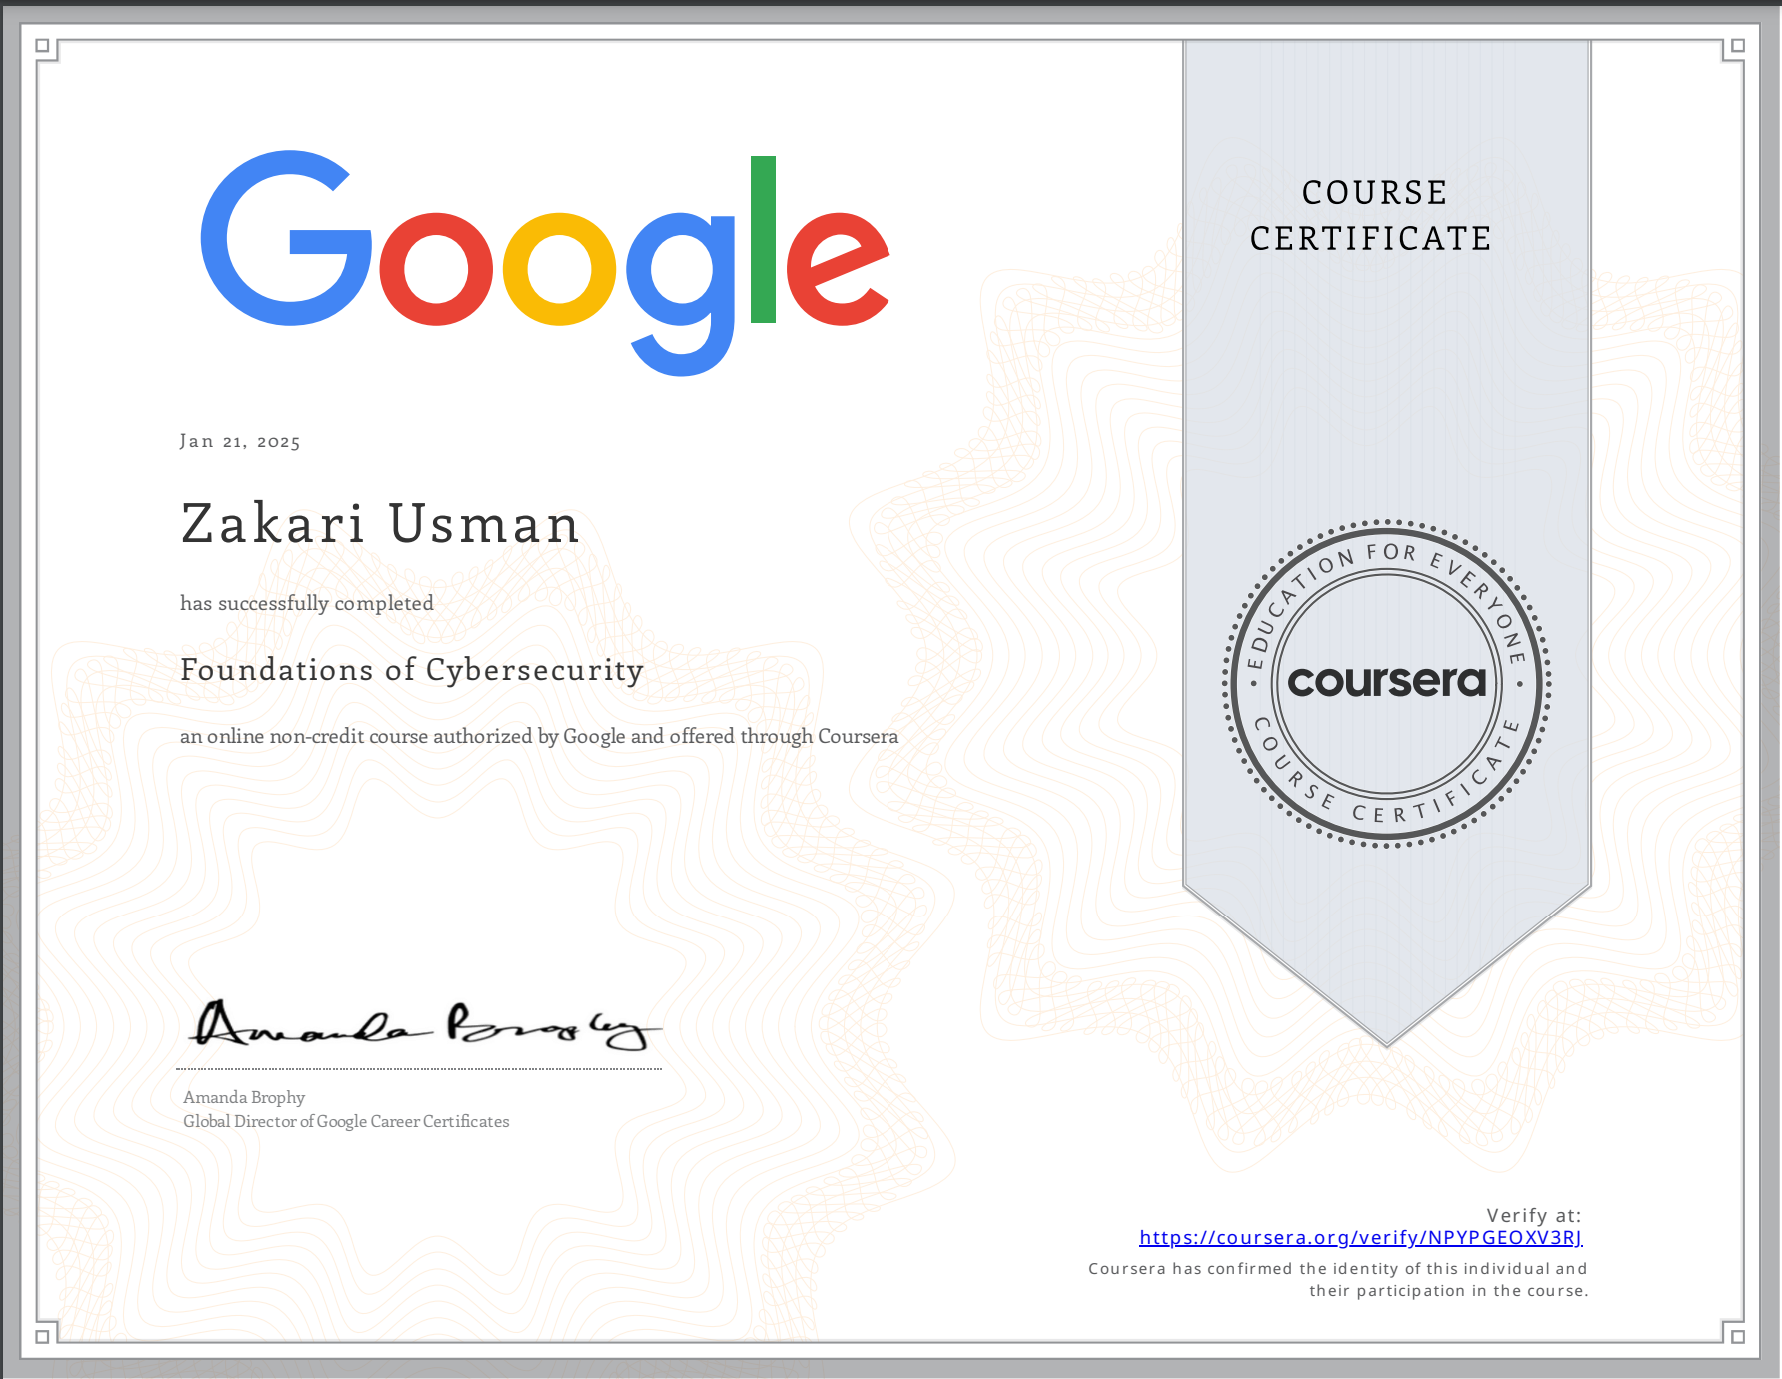 Google
COURSE
CERTIFICATE
Jan 21, 2025
Zakari Usman
has successfully completed
Foundations of Cybersecurity
an online non-credit course authorized by Google and offered through Coursera
EDUCATION FOR EVERYONE
coursera
COURSE CERTIFICATE
Amanda Brophy
Amanda Brophy
Global Director of Google Career Certificates
Verify at:
https://coursera.org/verify/NPYPGEOXV3RJ
Coursera has confirmed the identity of this individual and
their participation in the course.